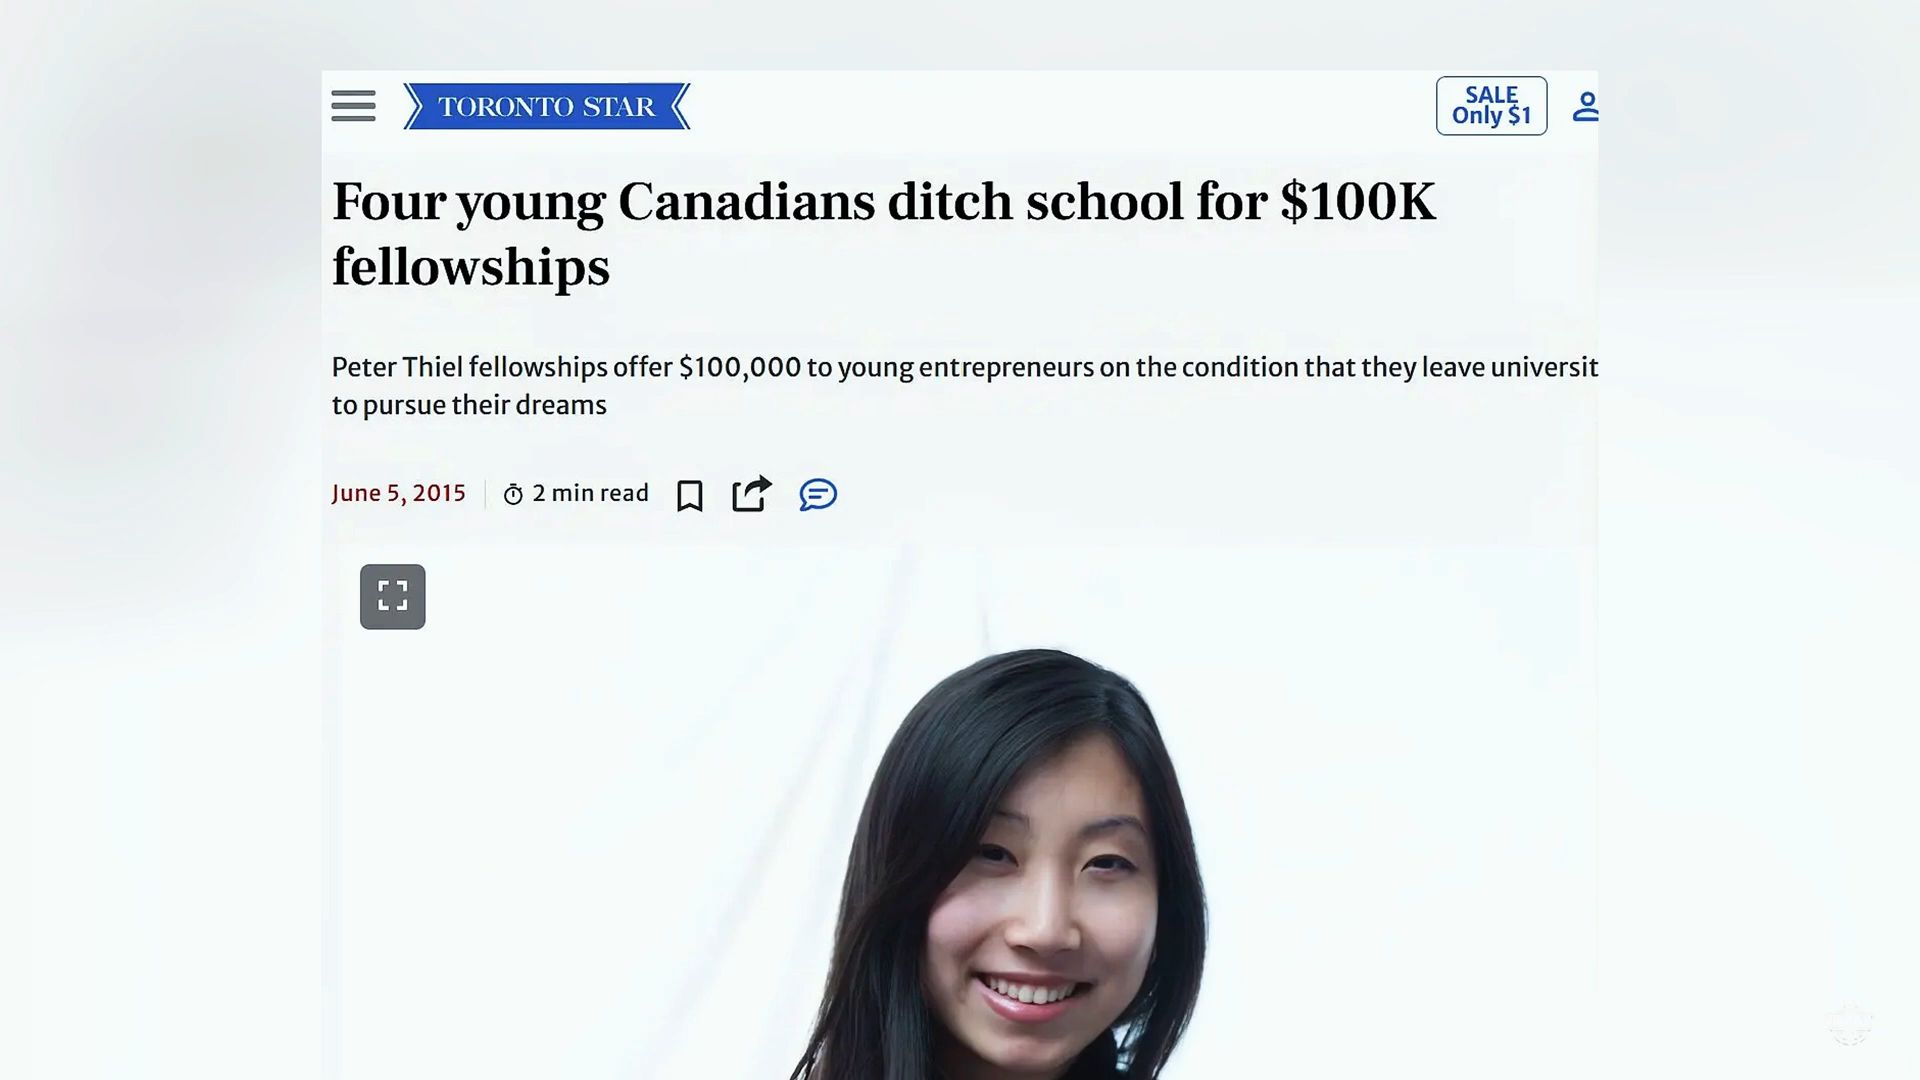 TORONTO STAR
SALE
Only $1
Four young Canadians ditch school for $100K
fellowships
Peter Thiel fellowships offer $100,000 to young entrepreneurs on the condition that they leave universit
to pursue their dreams
June 5, 2015
2 min read